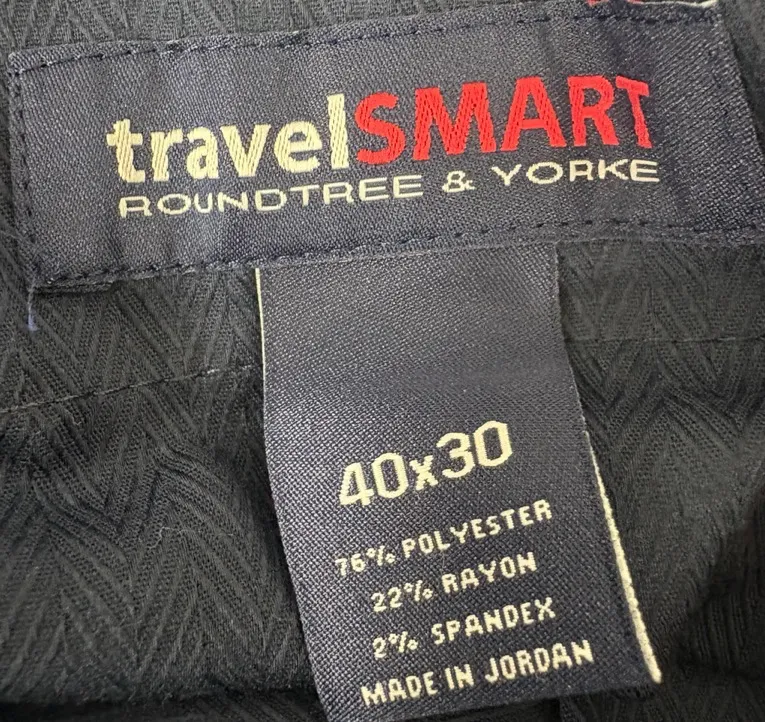 travelSMART
ROUNDTREE & YORKE
40x30
76% POLYESTER
22% RAYON
2% SPANDEX
MADE IN JORDAN